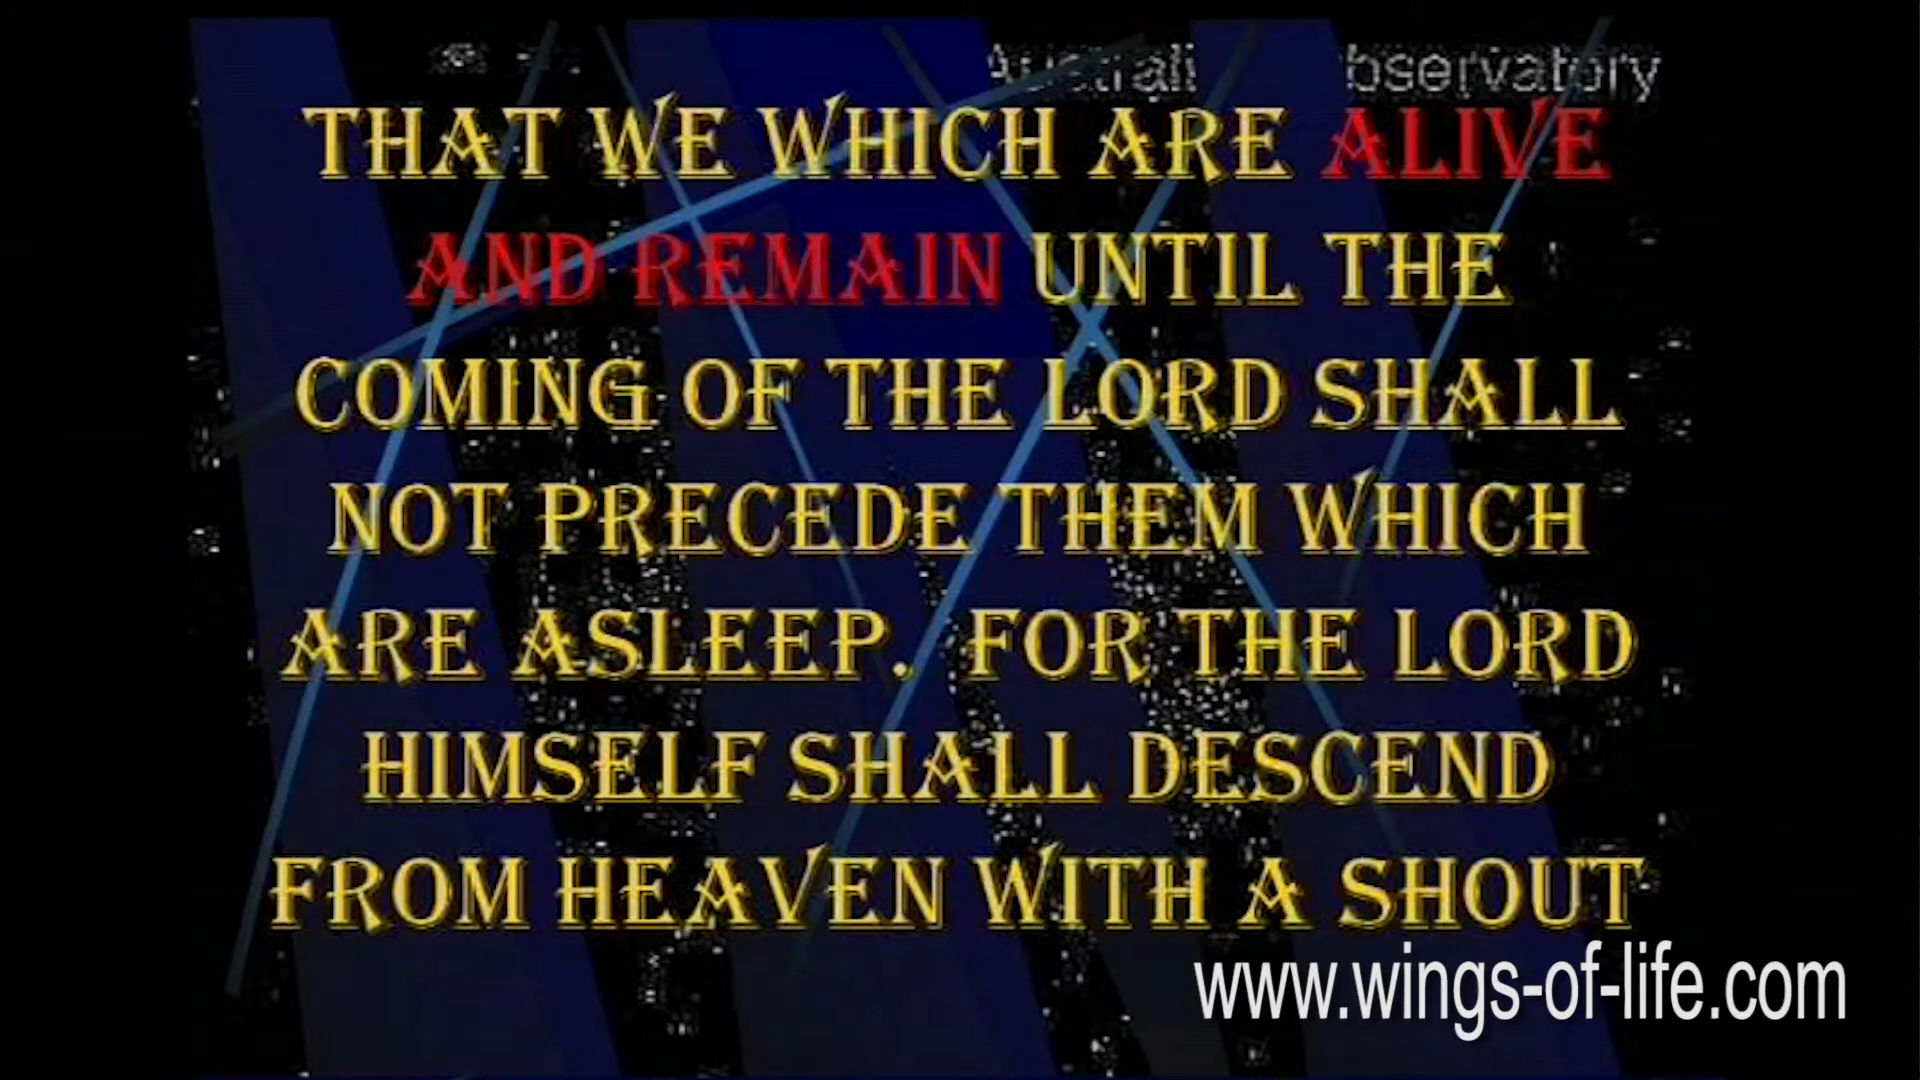 bservatory
THAT WE WHICH ARE ALIVE
AND REMAIN UNTIL THE
COMING OF THE LORD SHALL
NOT PRECEDE THEM WHICH
ARE ASLEEP. FOR THE LORD
HIMSELF SHALL DESCEND
FROM HEAVEN WITH A SHOUT
www.wings-of-life.com